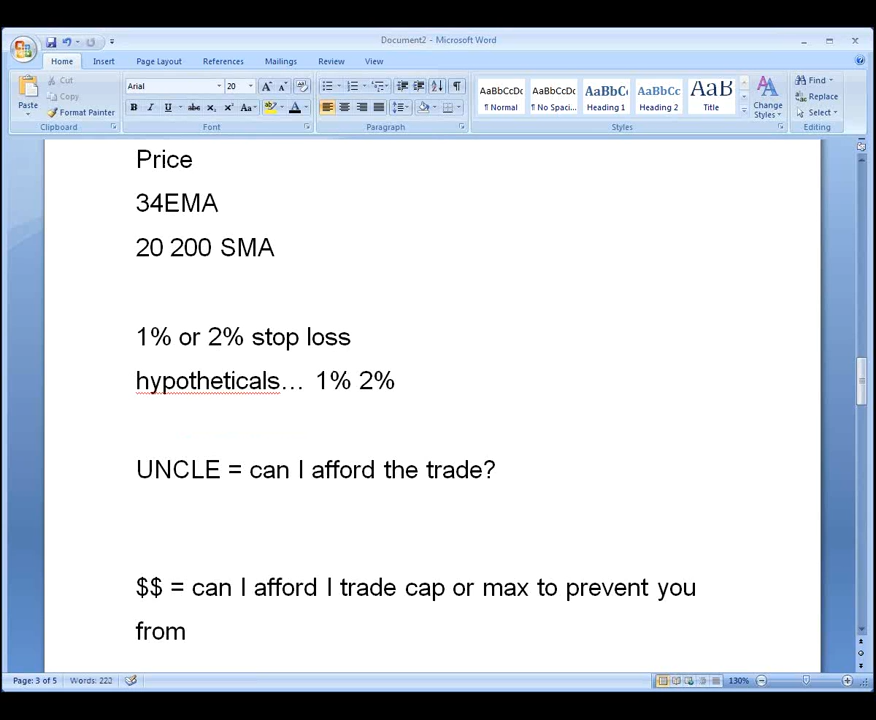 Document2 - Microsoft Word
Home Insert Page Layout References Mailings Review View
Paste
Cut
Copy
Format Painter
Clipboard
Arial 20
Font
Paragraph
AaBbCcDc AaBbCcDc AaBbC AaBbCc AaB
¶ Normal ¶ No Spaci... Heading 1 Heading 2 Title
Change Styles
Styles
Find
Replace
Select
Editing
Price
34EMA
20 200 SMA
1% or 2% stop loss
hypotheticals… 1% 2%
UNCLE = can I afford the trade?
$$ = can I afford I trade cap or max to prevent you
from
Page: 3 of 5 Words: 222 130%